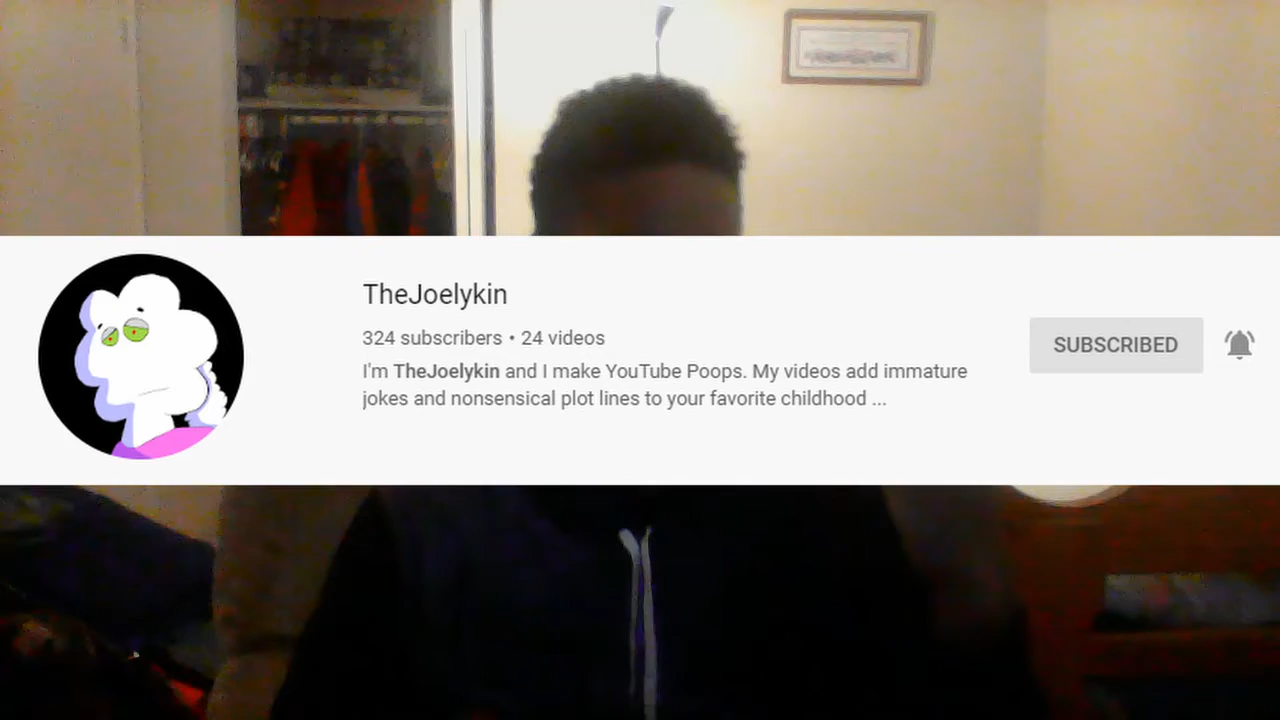 TheJoelykin
324 subscribers • 24 videos
I'm TheJoelykin and I make YouTube Poops. My videos add immature
jokes and nonsensical plot lines to your favorite childhood ...
SUBSCRIBED